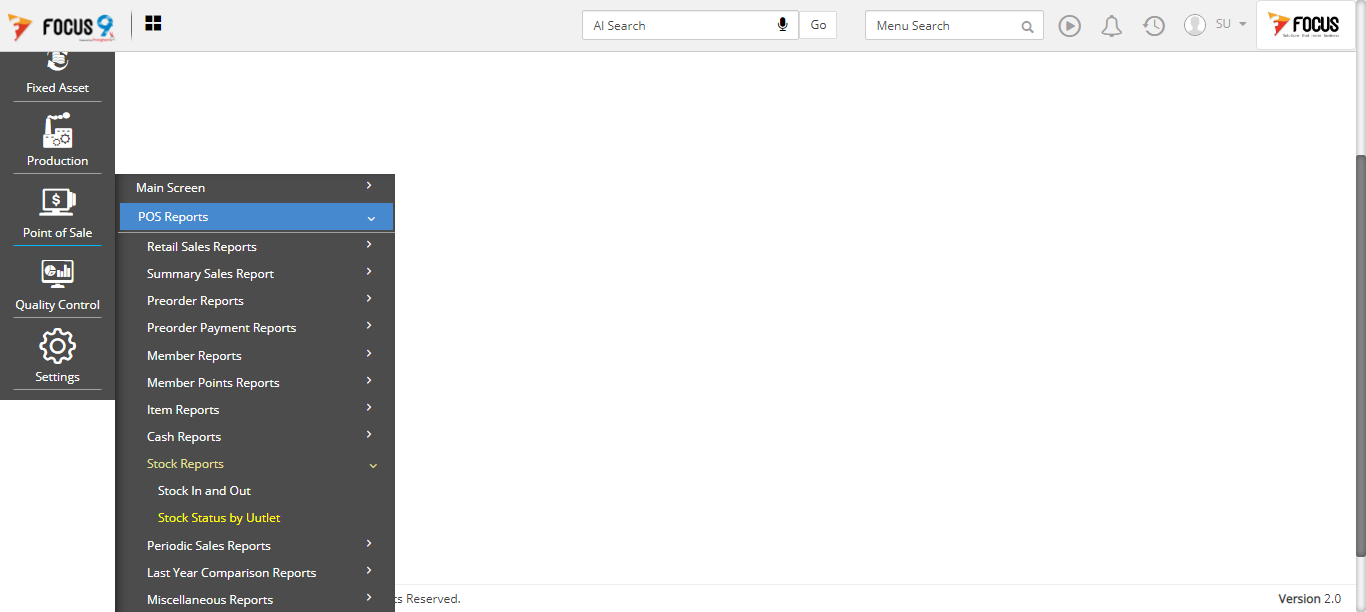 FOCUS 9
AI Search
Go
Menu Search
SU
FOCUS
Fixed Asset
Production
Point of Sale
Quality Control
Settings
Main Screen
POS Reports
Retail Sales Reports
Summary Sales Report
Preorder Reports
Preorder Payment Reports
Member Reports
Member Points Reports
Item Reports
Cash Reports
Stock Reports
Stock In and Out
Stock Status by Uutlet
Periodic Sales Reports
Last Year Comparison Reports
Miscellaneous Reports
ts Reserved.
Version 2.0